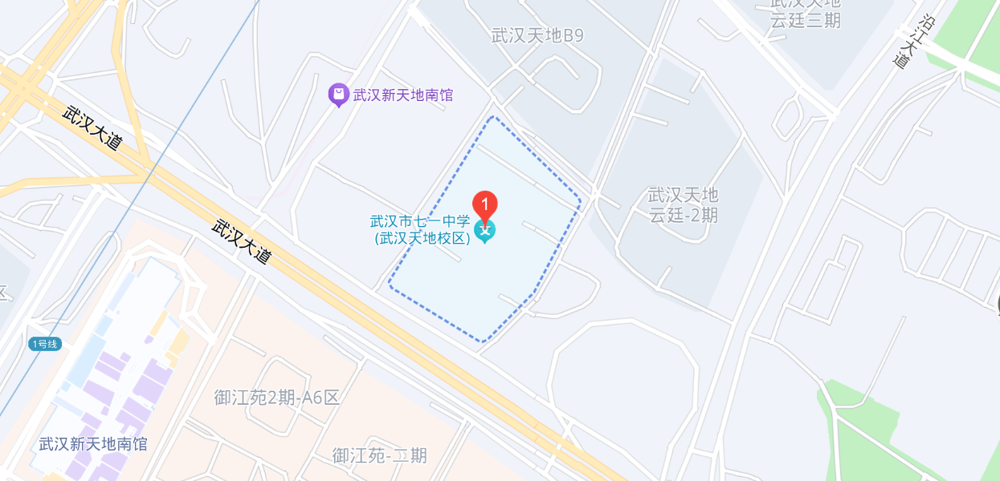 武汉天地
云廷三期
沿江大道
武汉天地B9
武汉新天地南馆
武汉大道
武汉天地
云廷-2期
1
武汉市七一中学
(武汉天地校区)
文
武汉大道
区
1号线
御江苑2期-A6区
武汉新天地南馆
御江苑-二期